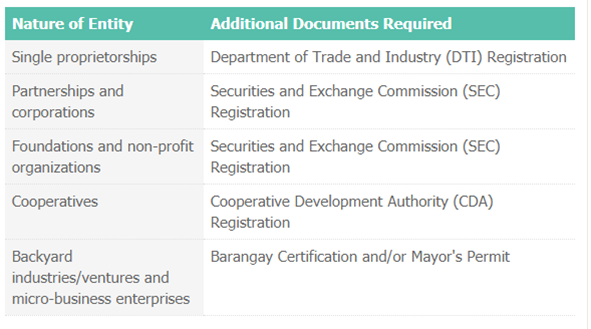 Nature of Entity Additional Documents Required
Single proprietorships Department of Trade and Industry (DTI) Registration
Partnerships and Securities and Exchange Commission (SEC)
corporations Registration
Foundations and non-profit Securities and Exchange Commission (SEC)
organizations Registration
Cooperatives Cooperative Development Authority (CDA)
Registration
Backyard Barangay Certification and/or Mayor's Permit
industries/ventures and
micro-business enterprises